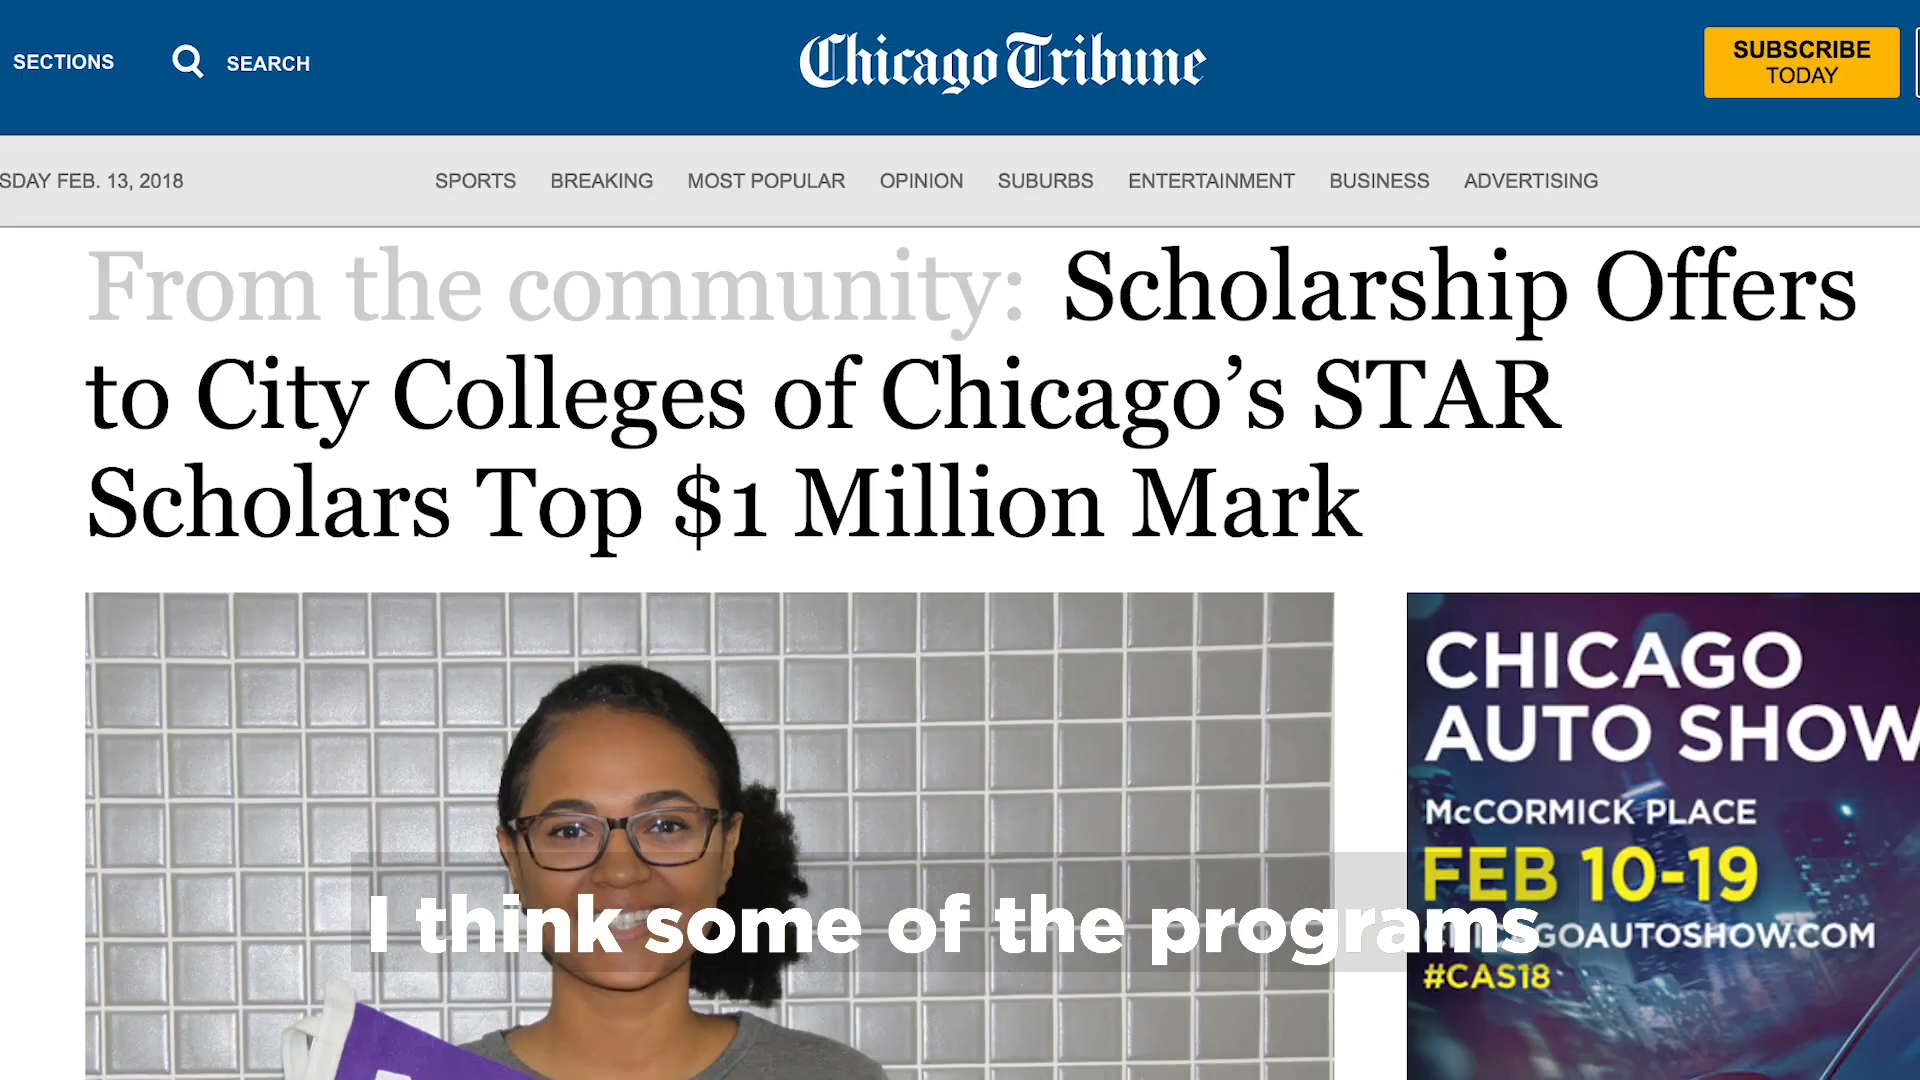 SECTIONS
SEARCH
Chicago Tribune
SUBSCRIBE
TODAY
SDAY FEB. 13, 2018
SPORTS
BREAKING
MOST POPULAR
OPINION
SUBURBS
ENTERTAINMENT
BUSINESS
ADVERTISING
From the community: Scholarship Offers
to City Colleges of Chicago’s STAR
Scholars Top $1 Million Mark
CHICAGO
AUTO SHOW
McCORMICK PLACE
FEB 10-19
GOAUTOSHOW.COM
#CAS18
I think some of the programs